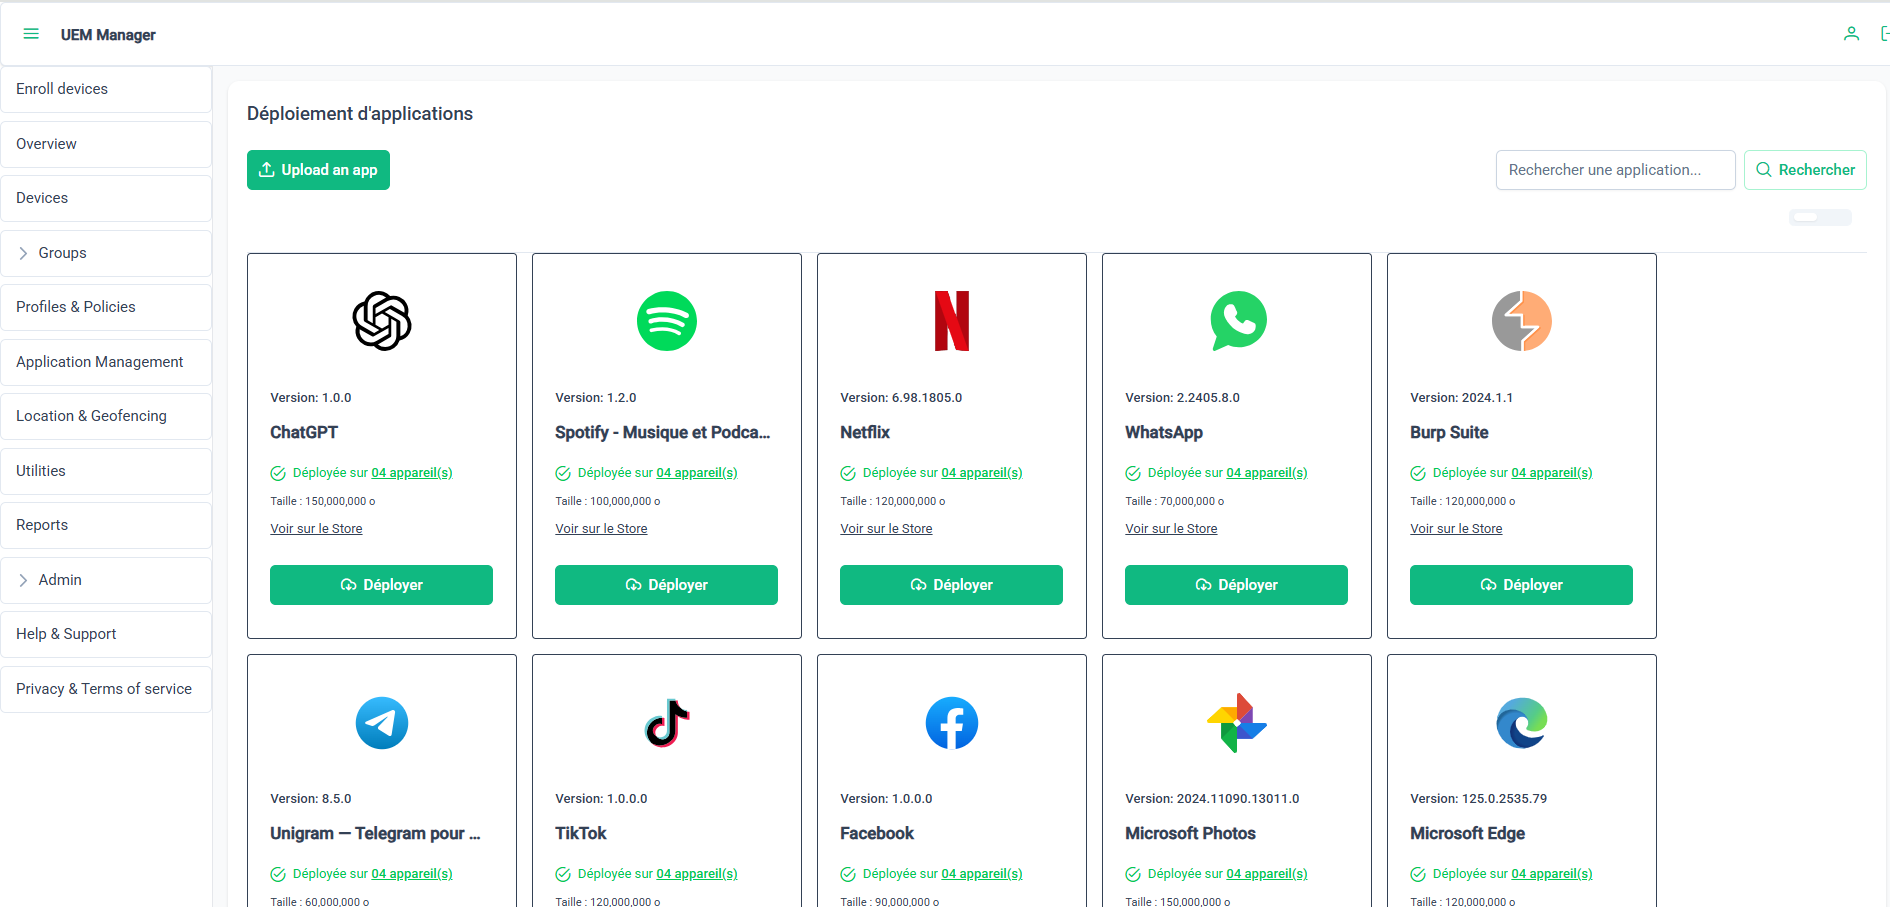 UEM Manager
Enroll devices
Overview
Devices
Groups
Profiles & Policies
Application Management
Location & Geofencing
Utilities
Reports
Admin
Help & Support
Privacy & Terms of service
Déploiement d'applications
Upload an app
Rechercher une application...
Rechercher
Version: 1.0.0
ChatGPT
Déployée sur 04 appareil(s)
Taille : 150,000,000 o
Voir sur le Store
Déployer
Version: 1.2.0
Spotify - Musique et Podca...
Déployée sur 04 appareil(s)
Taille : 100,000,000 o
Voir sur le Store
Déployer
Version: 6.98.1805.0
Netflix
Déployée sur 04 appareil(s)
Taille : 120,000,000 o
Voir sur le Store
Déployer
Version: 2.2405.8.0
WhatsApp
Déployée sur 04 appareil(s)
Taille : 70,000,000 o
Voir sur le Store
Déployer
Version: 2024.1.1
Burp Suite
Déployée sur 04 appareil(s)
Taille : 120,000,000 o
Voir sur le Store
Déployer
Version: 8.5.0
Unigram — Telegram pour ...
Déployée sur 04 appareil(s)
Taille : 60,000,000 o
Version: 1.0.0.0
TikTok
Déployée sur 04 appareil(s)
Taille : 120,000,000 o
Version: 1.0.0.0
Facebook
Déployée sur 04 appareil(s)
Taille : 90,000,000 o
Version: 2024.11090.13011.0
Microsoft Photos
Déployée sur 04 appareil(s)
Taille : 150,000,000 o
Version: 125.0.2535.79
Microsoft Edge
Déployée sur 04 appareil(s)
Taille : 120,000,000 o